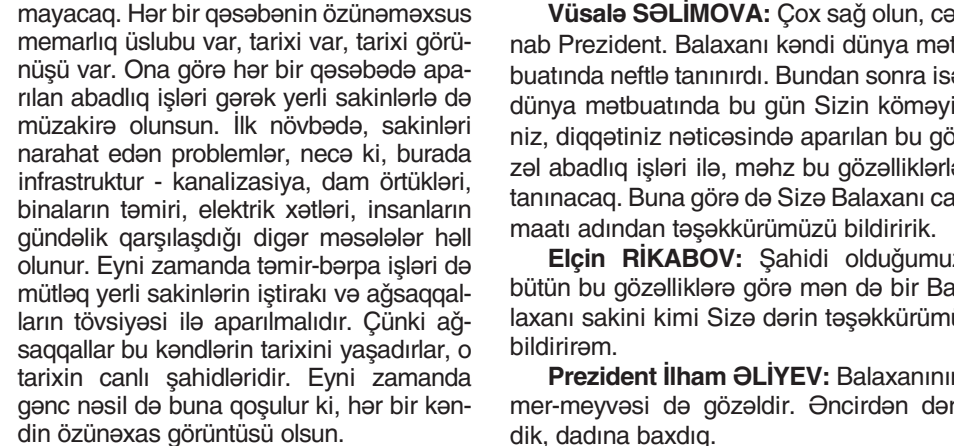 mayacaq. Hər bir qəsəbənin özünəməxsus
memarlıq üslubu var, tarixi var, tarixi görü-
nüşü var. Ona görə hər bir qəsəbədə apa-
rılan abadlıq işləri gərək yerli sakinlərlə də
müzakirə olunsun. İlk növbədə, sakinləri
narahat edən problemlər, necə ki, burada
infrastruktur - kanalizasiya, dam örtükləri,
binaların təmiri, elektrik xətləri, insanların
gündəlik qarşılaşdığı digər məsələlər həll
olunur. Eyni zamanda təmir-bərpa işləri də
mütləq yerli sakinlərin iştirakı və ağsaqqal-
ların tövsiyəsi ilə aparılmalıdır. Çünki ağ-
saqqallar bu kəndlərin tarixini yaşadırlar, o
tarixin canlı şahidləridir. Eyni zamanda
gənc nəsil də buna qoşulur ki, hər bir kən-
din özünəxas görüntüsü olsun.
Vüsalə SƏLİMOVA: Çox sağ olun, cə
nab Prezident. Balaxanı kəndi dünya mət
buatında neftlə tanınırdı. Bundan sonra isə
dünya mətbuatında bu gün Sizin köməyi
niz, diqqətiniz nəticəsində aparılan bu gö
zəl abadlıq işləri ilə, məhz bu gözəlliklərlə
tanınacaq. Buna görə də Sizə Balaxanı ca
maatı adından təşəkkürümüzü bildiririk.
Elçin RİKABOV: Şahidi olduğumuz
bütün bu gözəlliklərə görə mən də bir Ba
laxanı sakini kimi Sizə dərin təşəkkürümü
bildirirəm.
Prezident İlham ƏLİYEV: Balaxanının
mer-meyvəsi də gözəldir. Əncirdən dər
dik, dadına baxdıq.